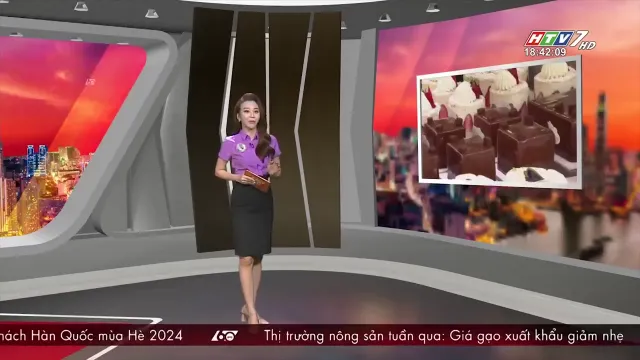 HTV7 HD
18:42:09
hách Hàn Quốc mùa Hè 2024 60 Thị trường nông sản tuần qua: Giá gạo xuất khẩu giảm nhẹ